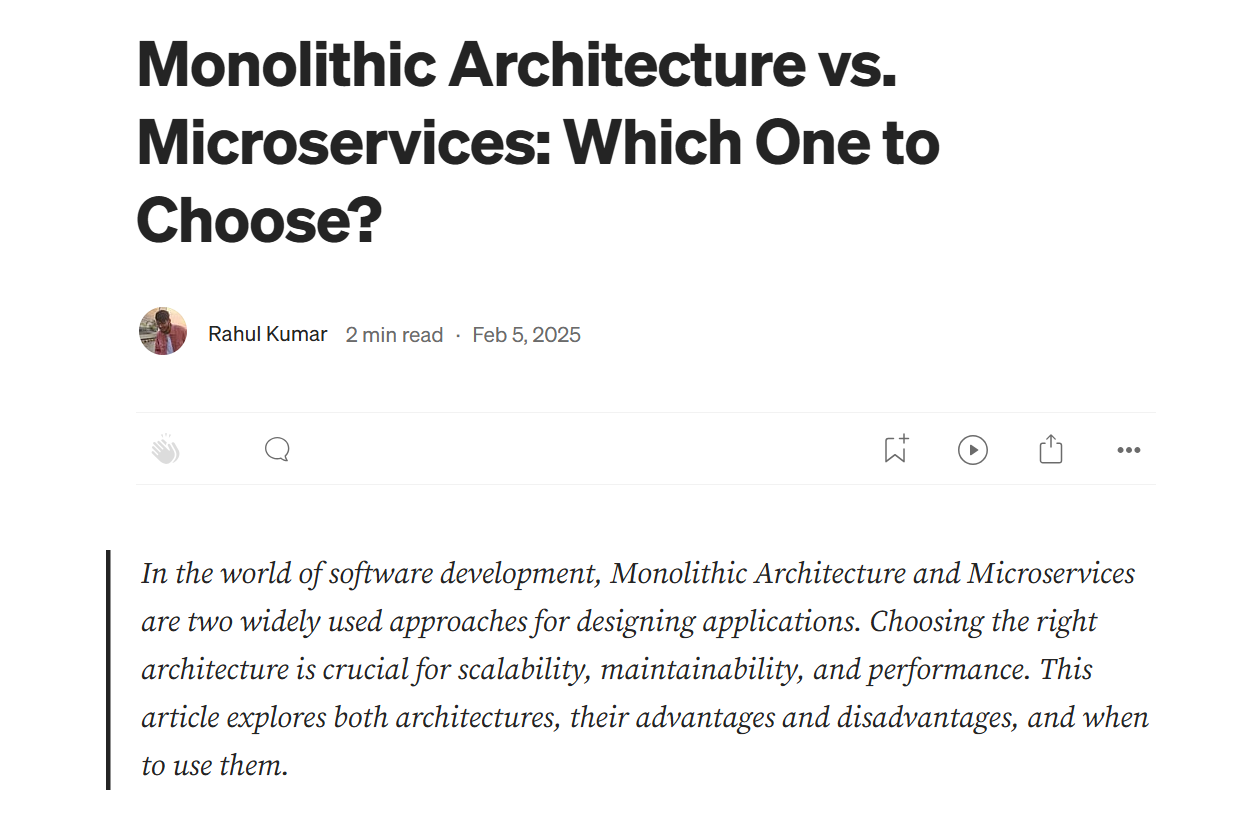 Monolithic Architecture vs.
Microservices: Which One to
Choose?
Rahul Kumar 2 min read · Feb 5, 2025
In the world of software development, Monolithic Architecture and Microservices
are two widely used approaches for designing applications. Choosing the right
architecture is crucial for scalability, maintainability, and performance. This
article explores both architectures, their advantages and disadvantages, and when
to use them.